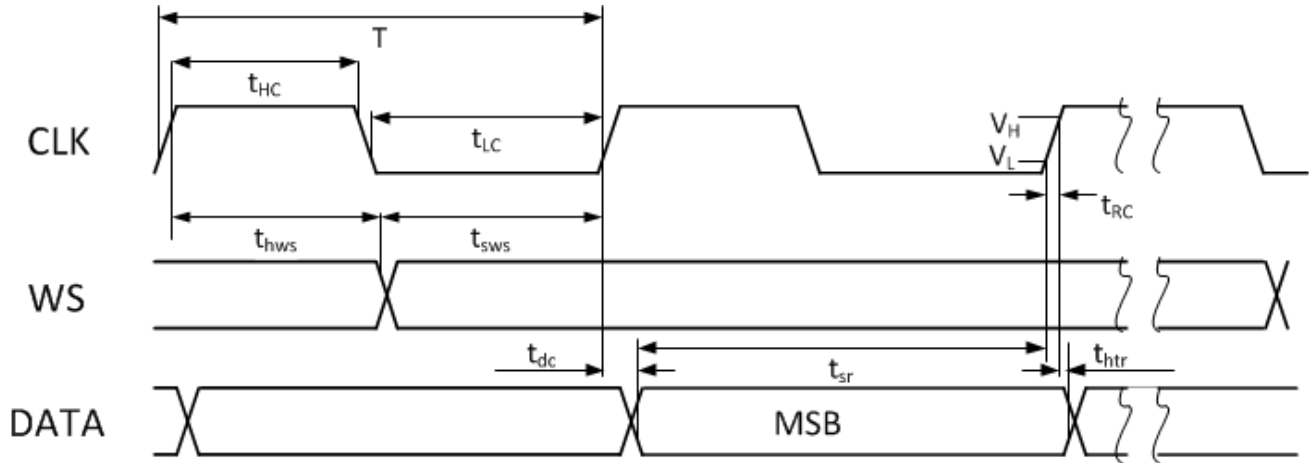 T
tHC
CLK
tLC
VH
VL
tRC
thws
tsws
WS
tdc
tsr
thtr
DATA
MSB